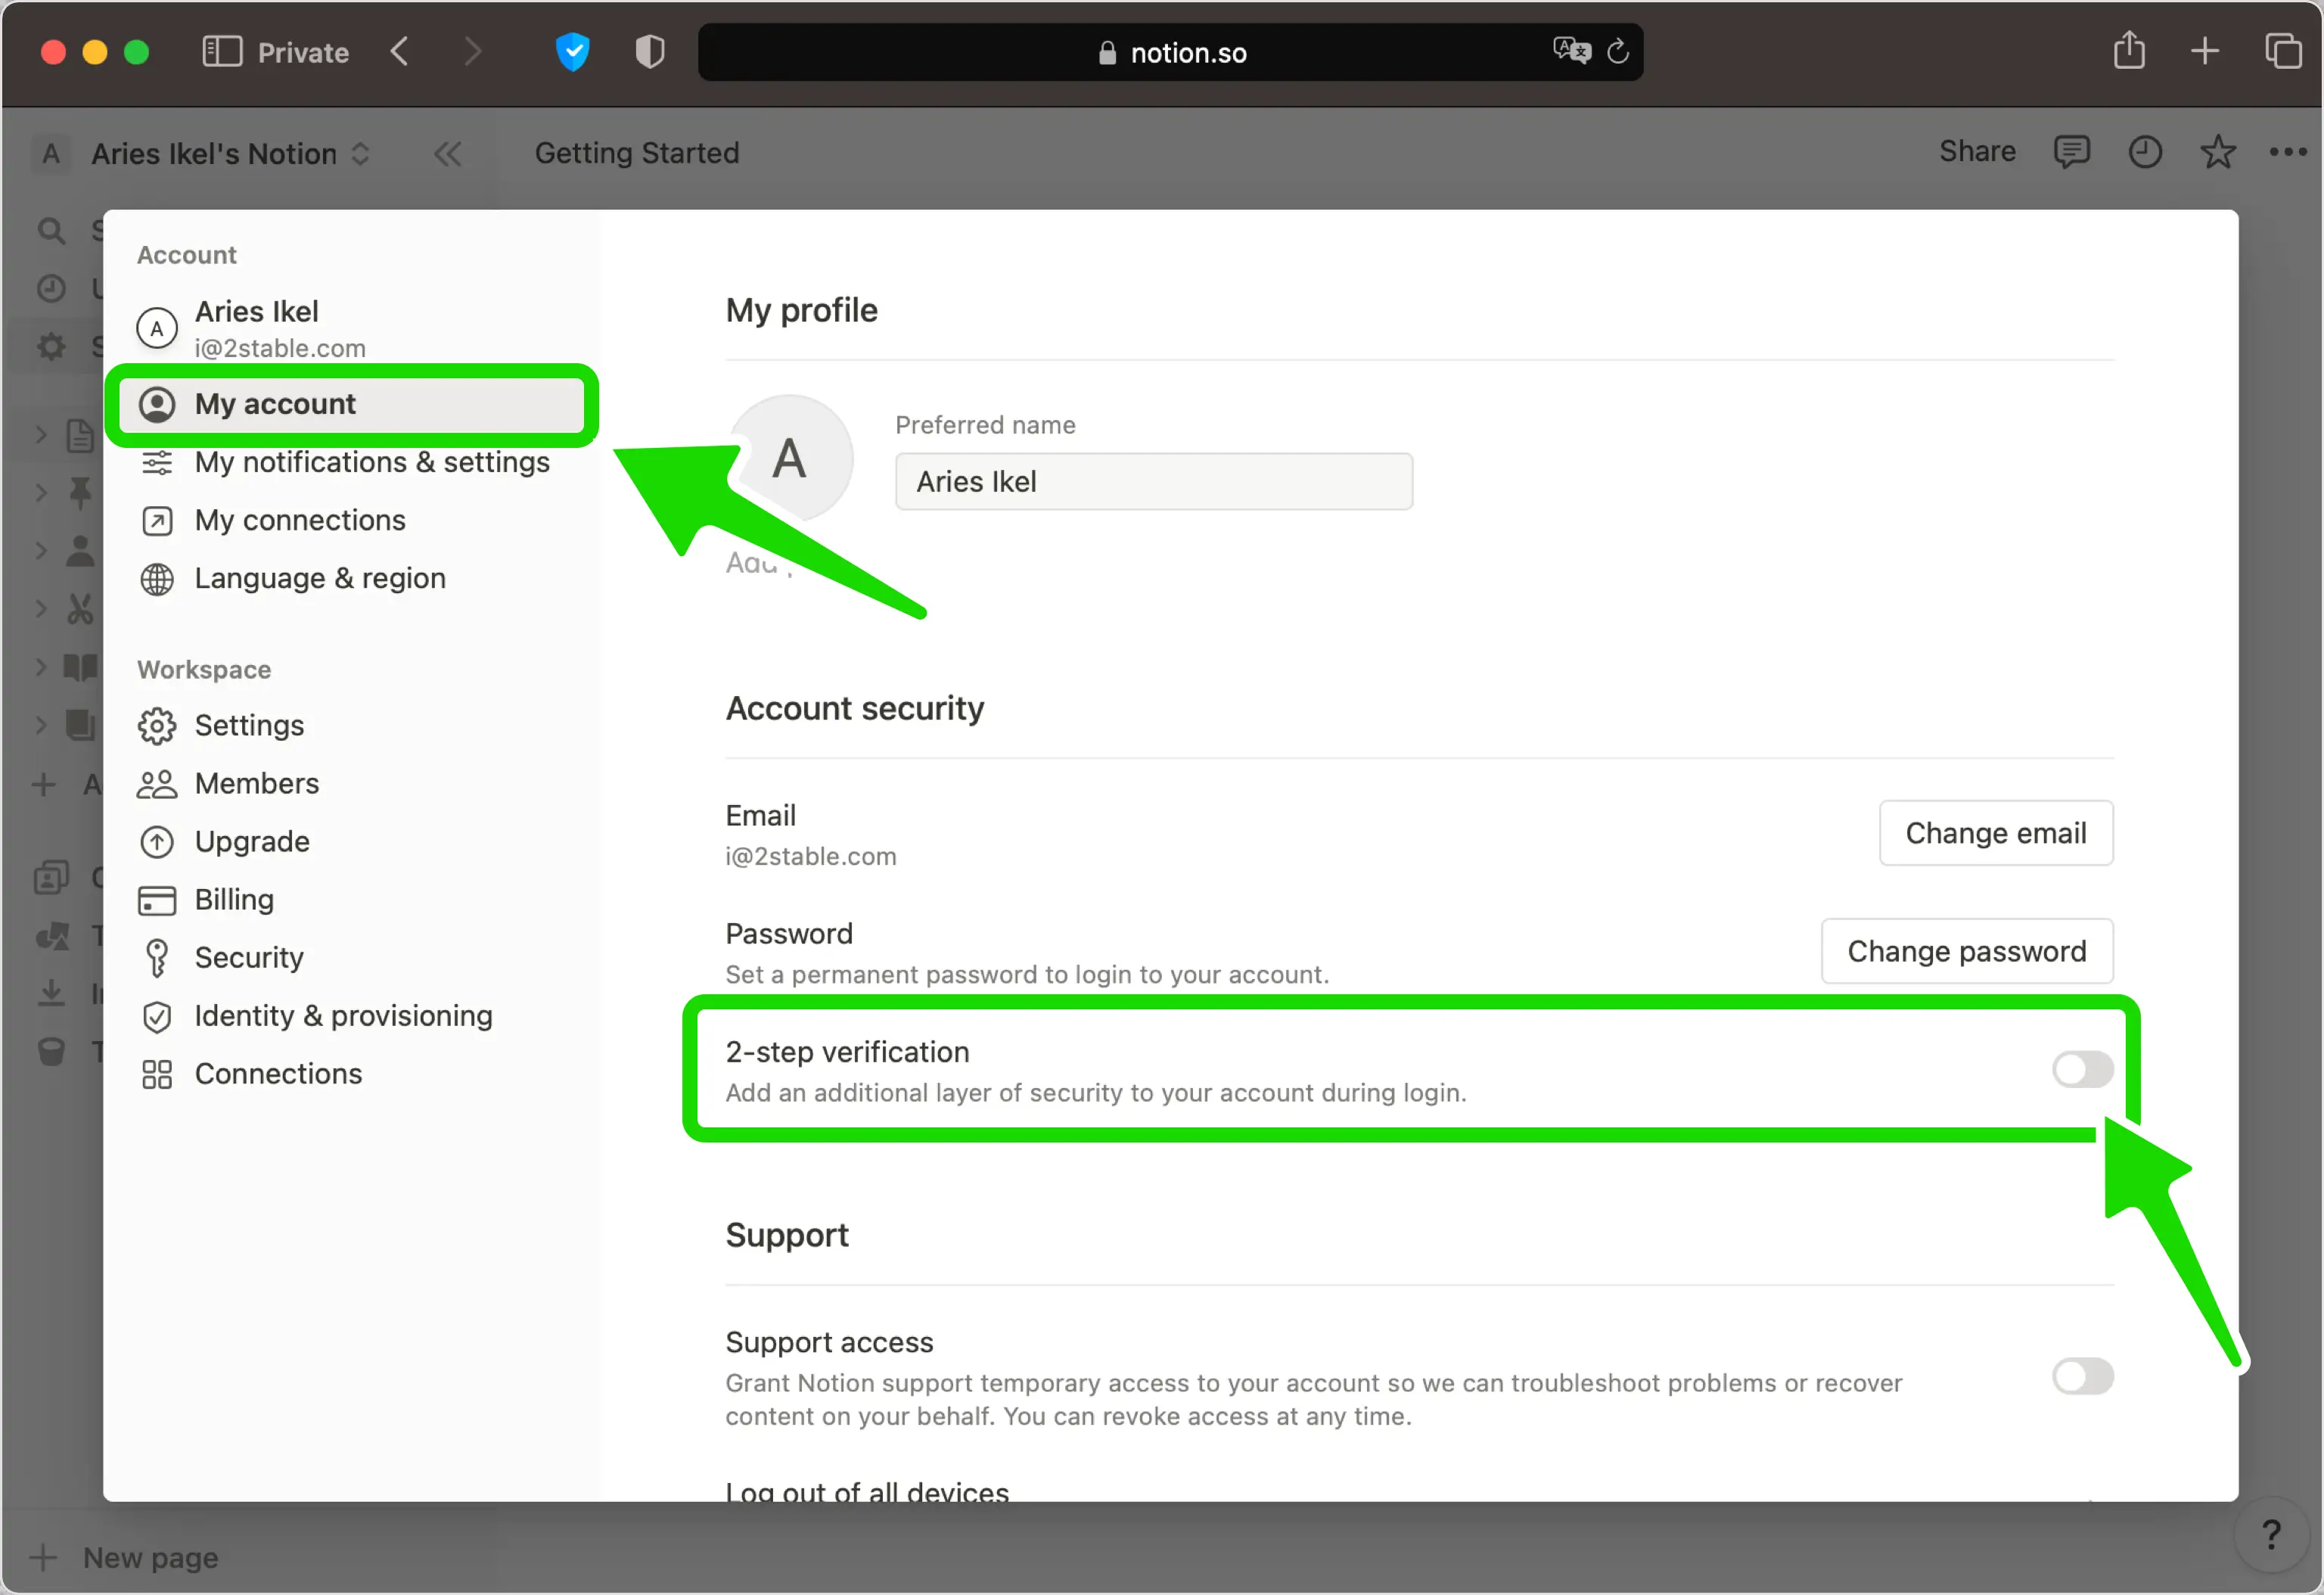 Private
notion.so
A
Aries Ikel's Notion
Getting Started
Share
Account
A
Aries Ikel
i@2stable.com
My account
My notifications & settings
My connections
Language & region
Workspace
Settings
Members
Upgrade
Billing
Security
Identity & provisioning
Connections
My profile
A
Preferred name
Aries Ikel
Account security
Email
i@2stable.com
Change email
Password
Set a permanent password to login to your account.
Change password
2-step verification
Add an additional layer of security to your account during login.
Support
Support access
Grant Notion support temporary access to your account so we can troubleshoot problems or recover
content on your behalf. You can revoke access at any time.
Log out of all devices
New page
?